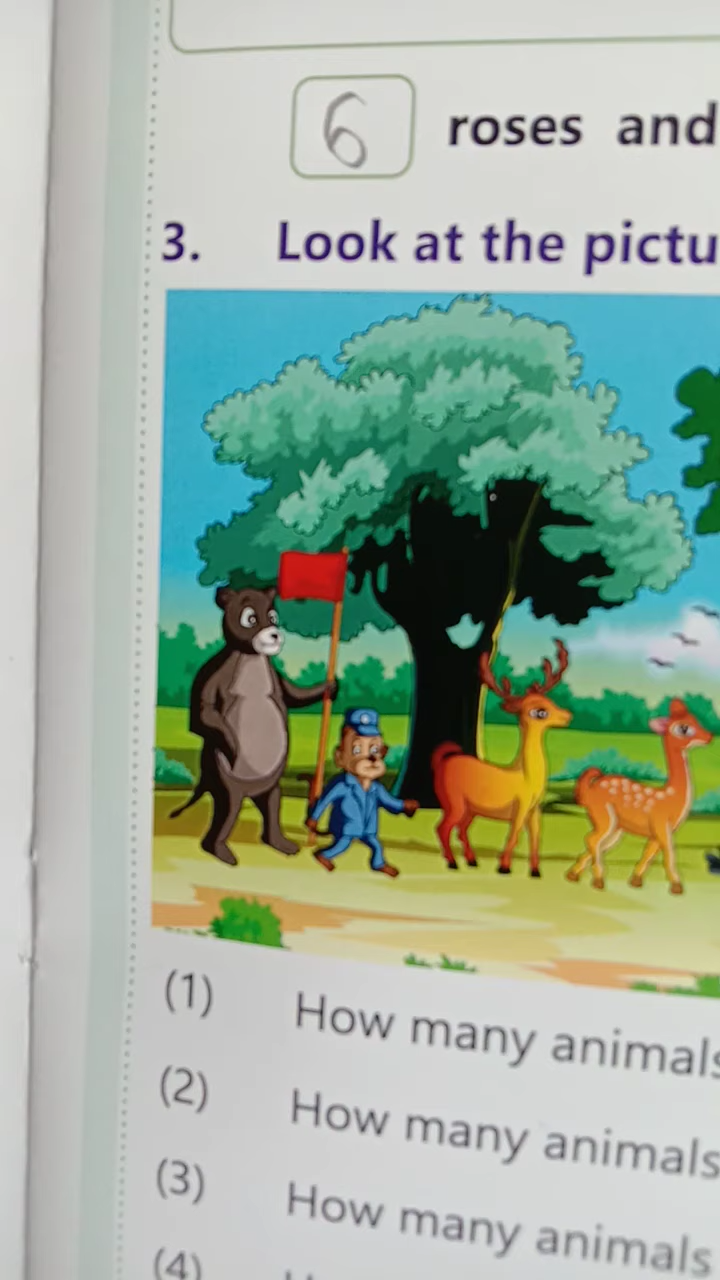 6 roses and
3. Look at the pictu
(1) How many animals
(2) How many animals
(3) How many animals
(4)